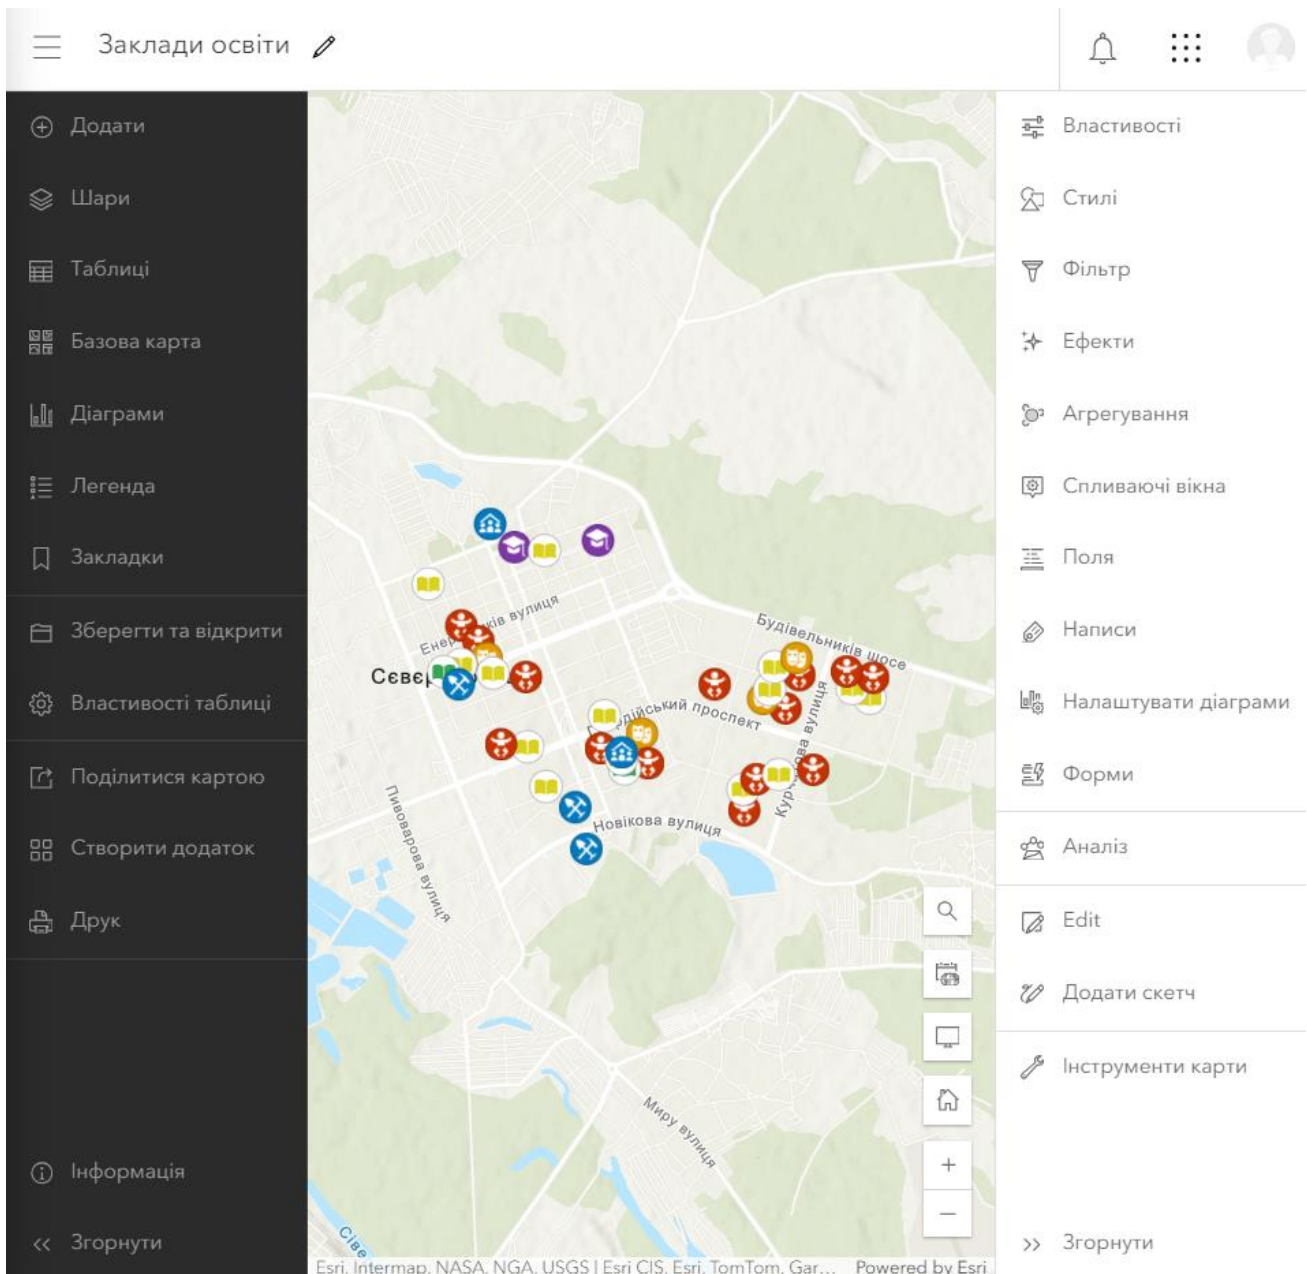 Заклади освіти
Додати
Шари
Таблиці
Базова карта
Діаграми
Легенда
Закладки
Зберегти та відкрити
Властивості таблиці
Поділитися картою
Створити додаток
Друк
Інформація
Згорнути
вулиця
Будівельників шосе
проспект
вулиця
Новікова вулиця
Пивоварова вулиця
Миру вулиця
Esri, Intermap, NASA, NGA, USGS | Esri CIS, Esri, TomTom, Gar... Powered by Esri
Властивості
Стилі
Фільтр
Ефекти
Агрегування
Спливаючі вікна
Поля
Написи
Налаштувати діаграми
Форми
Аналіз
Edit
Додати скетч
Інструменти карти
Згорнути